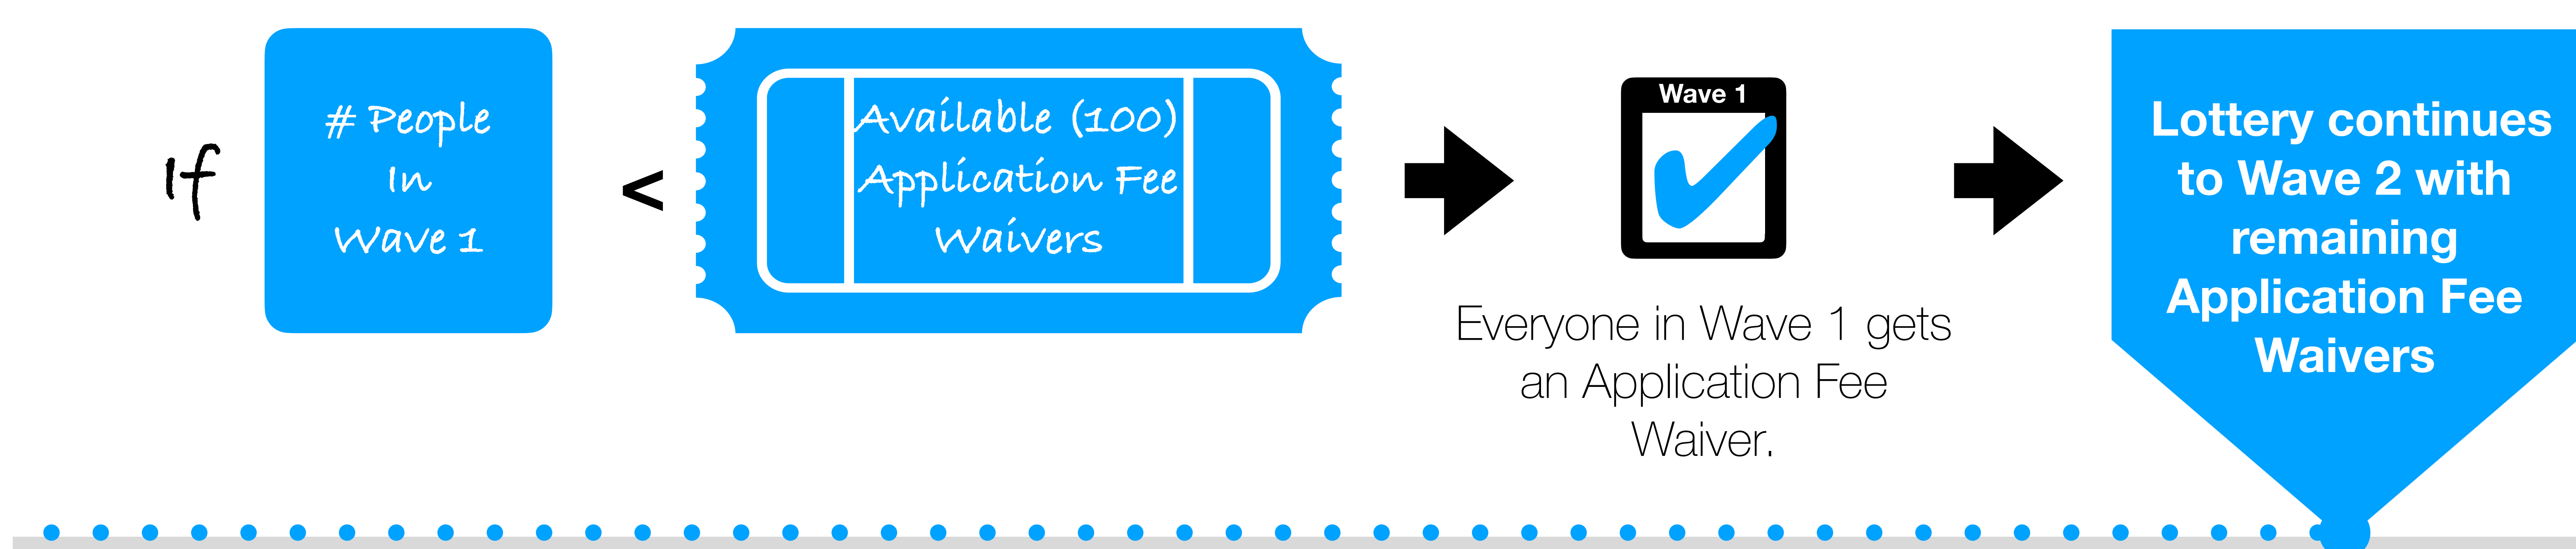 If
# People
In
Wave 1
<
Available (100)
Application Fee
Waivers
Wave 1
Everyone in Wave 1 gets
an Application Fee
Waiver.
Lottery continues
to Wave 2 with
remaining
Application Fee
Waivers